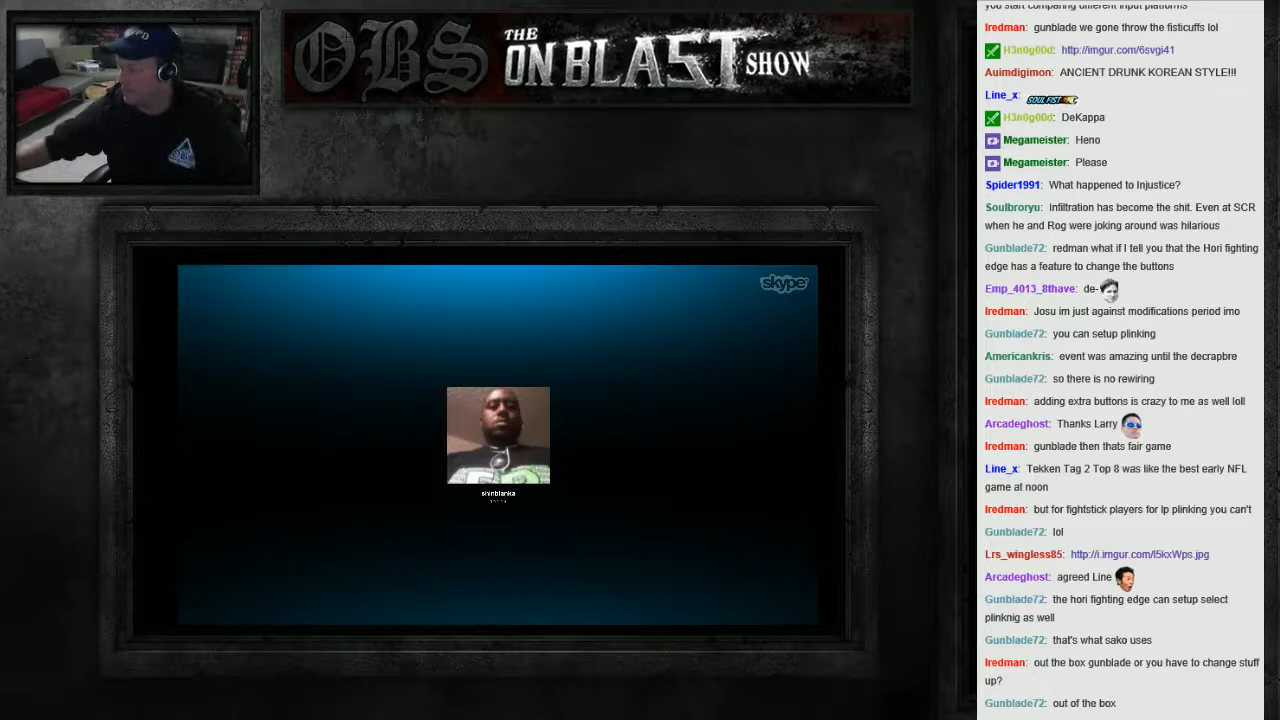 OBS
THE
ON BLAST
SHOW
skype
shinblanka
you start comparing different input platforms
Iredman: gunblade we gone throw the fisticuffs lol
H3n0g00d: http://imgur.com/6svgi41
Auimdigimon: ANCIENT DRUNK KOREAN STYLE!!!
Line_x: SOUL FIST
H3n0g00d: DeKappa
Megameister: Heno
Megameister: Please
Spider1991: What happened to Injustice?
Soulbroryu: Infiltration has become the shit. Even at SCR
when he and Rog were joking around was hilarious
Gunblade72: redman what if I tell you that the Hori fighting
edge has a feature to change the buttons
Emp_4013_8thave: de-
Iredman: Josu im just against modifications period imo
Gunblade72: you can setup plinking
Americankris: event was amazing until the decrapbre
Gunblade72: so there is no rewiring
Iredman: adding extra buttons is crazy to me as well loll
Arcadeghost: Thanks Larry
Iredman: gunblade then thats fair game
Line_x: Tekken Tag 2 Top 8 was like the best early NFL
game at noon
Iredman: but for fightstick players for lp plinking you can't
Gunblade72: lol
Lrs_wingless85: http://i.imgur.com/I5kxWps.jpg
Arcadeghost: agreed Line
Gunblade72: the hori fighting edge can setup select
plinknig as well
Gunblade72: that's what sako uses
Iredman: out the box gunblade or you have to change stuff
up?
Gunblade72: out of the box